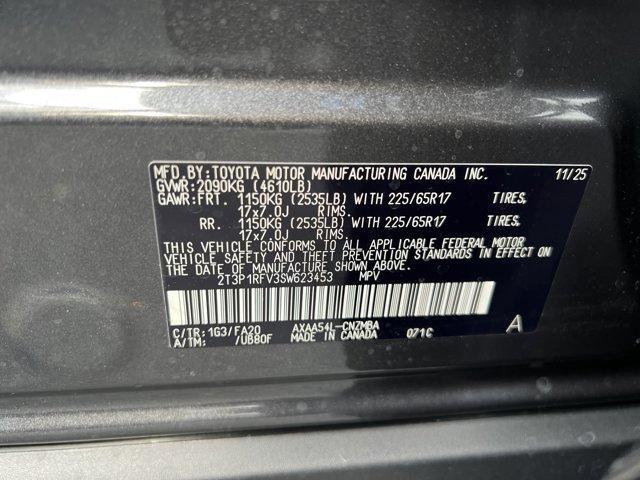 MFD.BY:TOYOTA MOTOR MANUFACTURING CANADA INC. 11/25
GVWR:2090KG (4610LB)
GAWR:FRT. 1150KG (2535LB) WITH 225/65R17 TIRES,
17x7.0J RIMS.
RR. 1150KG (2535LB) WITH 225/65R17 TIRES,
17x7.0J RIMS.
THIS VEHICLE CONFORMS TO ALL APPLICABLE FEDERAL MOTOR
VEHICLE SAFETY AND THEFT PREVENTION STANDARDS IN EFFECT ON
THE DATE OF MANUFACTURE SHOWN ABOVE.
2T3P1RFV3SW623453 MPV
C/TR:1G3/FA20 AXAA54L-CNZMBA A
A/TM: /UB80F MADE IN CANADA 071C